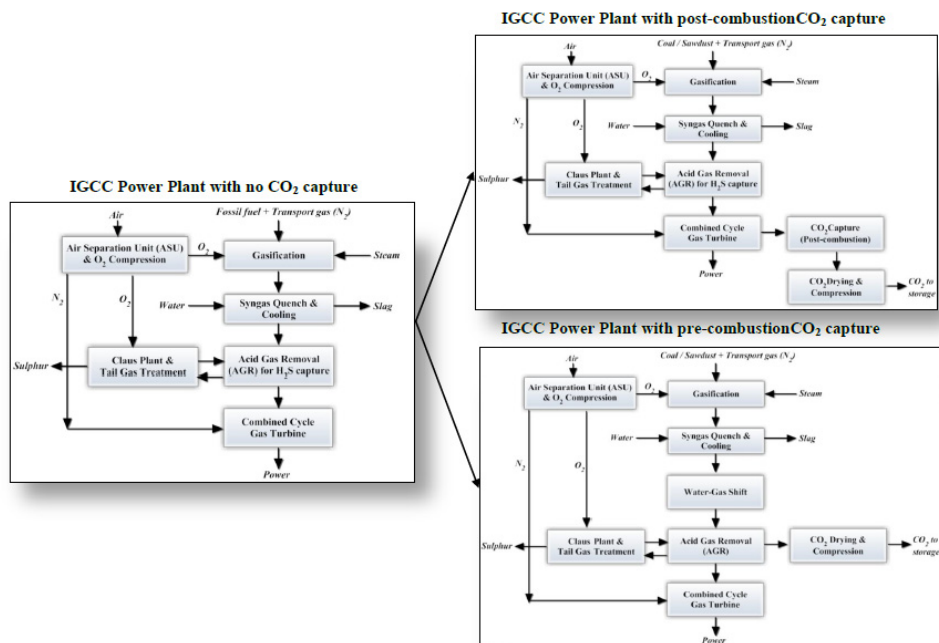 IGCC Power Plant with post-combustionCO₂ capture
Air
Coal / Sawdust + Transport gas (N₂)
Air Separation Unit (ASU)
& O₂ Compression
O₂
Gasification
Steam
N₂
O₂
Water
Syngas Quench &
Cooling
Slag
Sulphur
Claus Plant &
Tail Gas Treatment
Acid Gas Removal
(AGR) for H₂S capture
Combined Cycle
Gas Turbine
CO₂Capture
(Post-combustion)
Power
CO₂Drying &
Compression
CO₂ to
storage
IGCC Power Plant with no CO₂ capture
Air
Fossil fuel + Transport gas (N₂)
Air Separation Unit (ASU)
& O₂ Compression
O₂
Gasification
Steam
N₂
O₂
Water
Syngas Quench &
Cooling
Slag
Sulphur
Claus Plant &
Tail Gas Treatment
Acid Gas Removal
(AGR) for H₂S capture
Combined Cycle
Gas Turbine
Power
IGCC Power Plant with pre-combustionCO₂ capture
Air
Coal / Sawdust + Transport gas (N₂)
Air Separation Unit (ASU)
& O₂ Compression
O₂
Gasification
Steam
Water
Syngas Quench &
Cooling
Slag
N₂
O₂
Water-Gas Shift
Sulphur
Claus Plant &
Tail Gas Treatment
Acid Gas Removal
(AGR)
CO₂ Drying &
Compression
CO₂ to
storage
Combined Cycle
Gas Turbine
Power